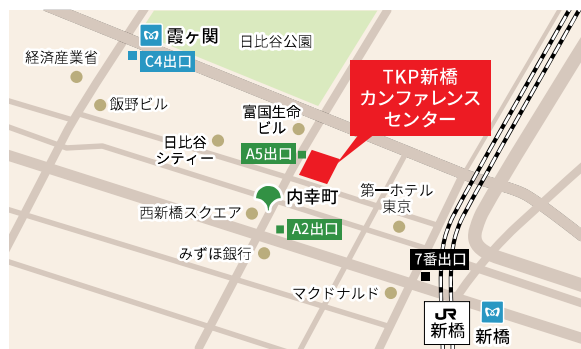 霞ヶ関
日比谷公園
経済産業省
C4出口
TKP新橋
カンファレンス
センター
飯野ビル
富国生命
ビル
日比谷
シティー
A5出口
内幸町
第一ホテル
東京
西新橋スクエア
A2出口
みずほ銀行
7番出口
マクドナルド
JR
新橋
新橋